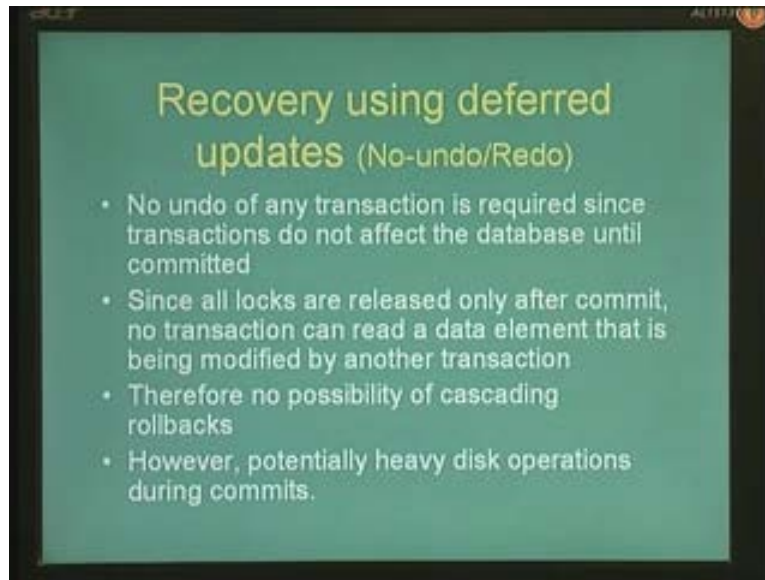 acer
Recovery using deferred
updates (No-undo/Redo)
• No undo of any transaction is required since
transactions do not affect the database until
committed
• Since all locks are released only after commit,
no transaction can read a data element that is
being modified by another transaction
• Therefore no possibility of cascading
rollbacks
• However, potentially heavy disk operations
during commits.